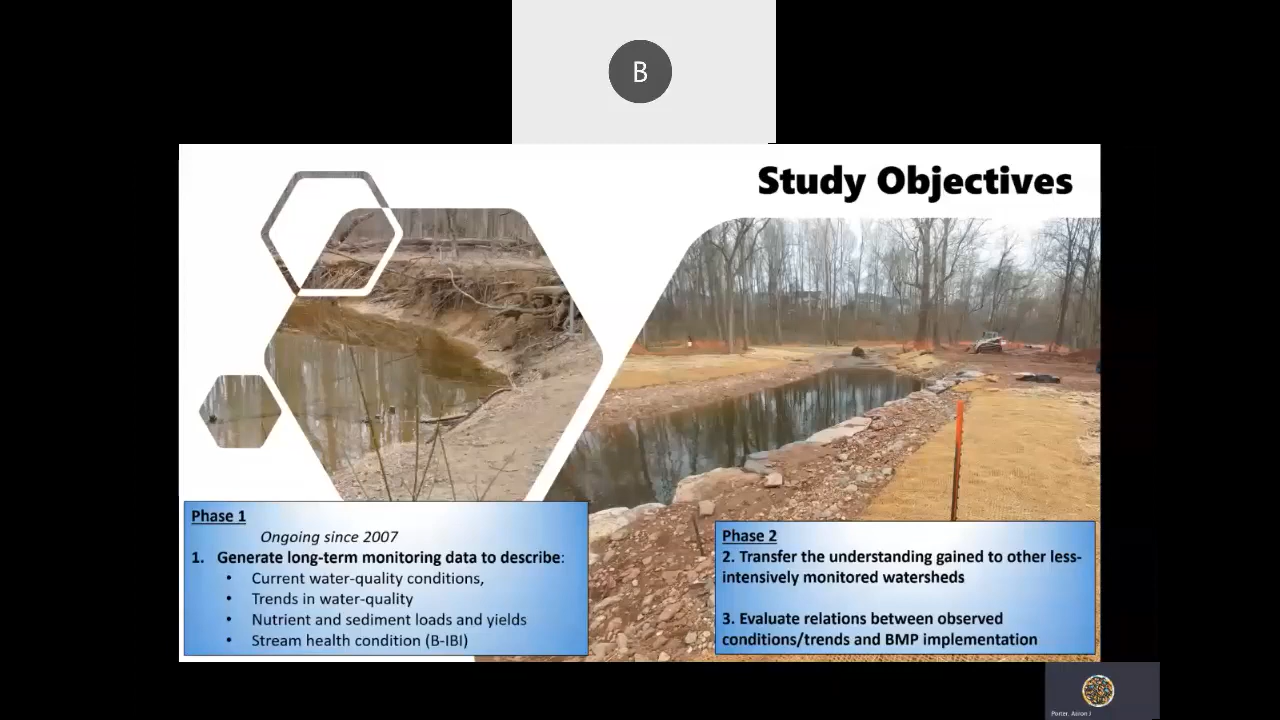 B
Study Objectives
Phase 1
Ongoing since 2007
1. Generate long-term monitoring data to describe:
• Current water-quality conditions,
• Trends in water-quality
• Nutrient and sediment loads and yields
• Stream health condition (B-IBI)
Phase 2
2. Transfer the understanding gained to other less-
intensively monitored watersheds
3. Evaluate relations between observed
conditions/trends and BMP implementation
Porter, Aaron J